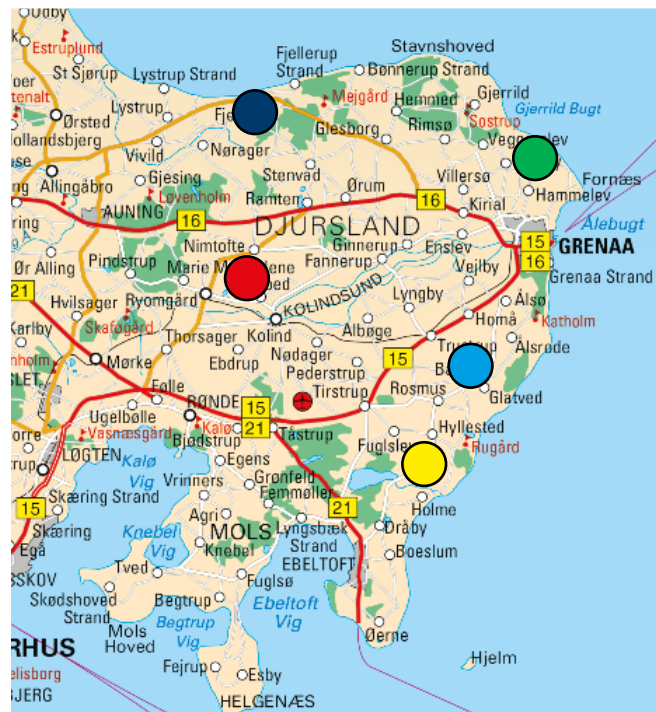 Udby
Estruplund
St Sjørup
Lystrup Strand
Fjellerup
Strand
Stavnshoved
Bønnerup Strand
Gjerrild
Gjerrild Bugt
Lystrup
Mejgård
Hemmed
Sostrup
Ørsted
Rimsø
Glesborg
Vivild
Nørager
Gjesing
Stenvad
Villersø
Hammelev
Fornæs
Allingåbro
Løvenholm
Ramten
Ørum
16
Kirial
AUNING
16
DJURSLAND
Ålebugt
Nimtofte
Ginnerup
Enslev
15
GRENAA
16
Grenaa Strand
Ør Alling
Pindstrup
Fannerup
Vejlby
21
Ryomgård
KOLINDSUND
Lyngby
Ålsø
Hvilsager
Skaføgård
Kolind
Homå
Katholm
Karlby
Thorsager
Albøge
Ålsrøde
Mørke
Ebdrup
Nødager
15
Pederstrup
Tirstrup
Rosmus
Glatved
Følle
RØNDE
15
Ugelbølle
Kalø
21
Tåstrup
Hyllested
Vasnæsgård
Bjødstrup
Rugård
LØGTEN
Kalø
Vig
Egens
Skæring Strand
Vrinners
Grønfeld
Femmøller
Holme
15
21
Skæring
Agri
MOLS
Lyngsbæk
Strand
Dråby
Knebel
Vig
Knebel
Boeslum
Egå
EBELTOFT
Tved
Fuglsø
Skødshoved
Strand
Begtrup
Ebeltoft
Vig
Mols
Hoved
Begtrup
Vig
Øerne
RHUS
Hjelm
Fejrup
Esby
HELGENÆS